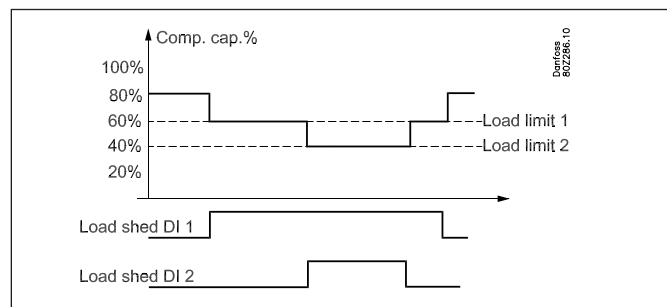 Comp. cap.%
Danfoss
80Z286.10
100%
80%
60%
Load limit 1
40%
Load limit 2
20%
Load shed DI 1
Load shed DI 2